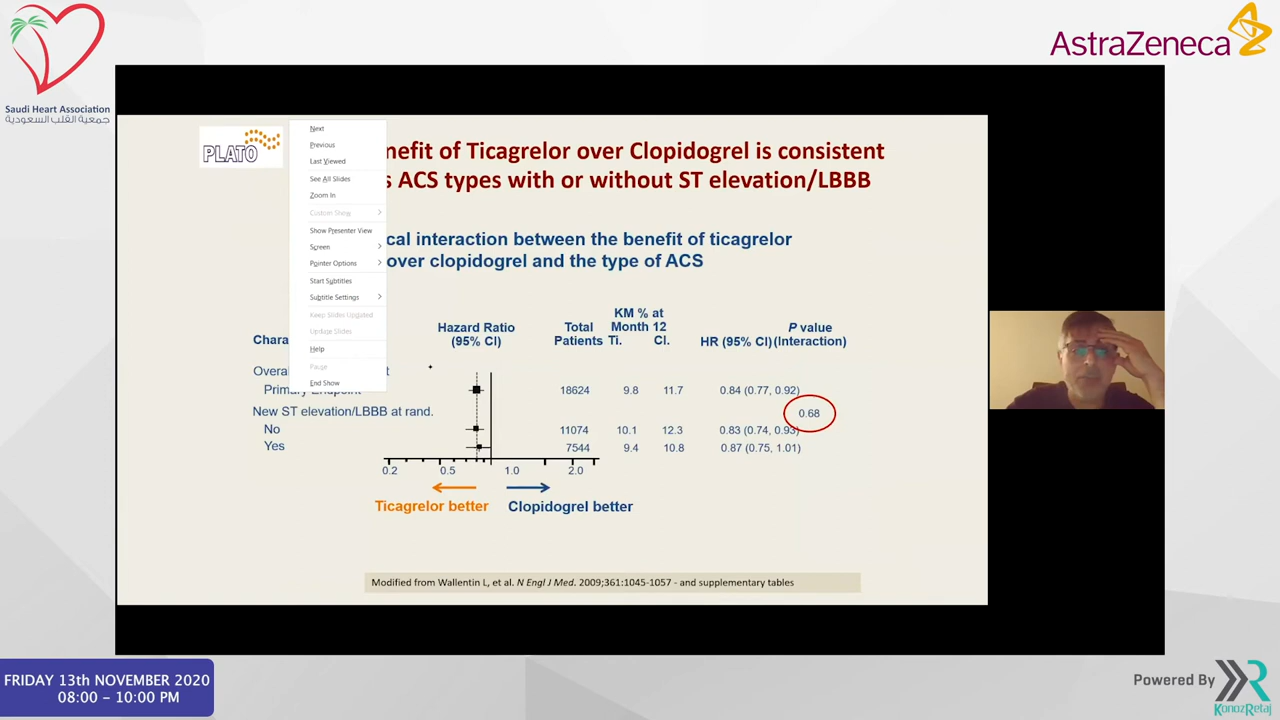 AstraZeneca
Saudi Heart Association
جمعية القلب السعودية
PLATO
nefit of Ticagrelor over Clopidogrel is consistent
s ACS types with or without ST elevation/LBBB
cal interaction between the benefit of ticagrelor
over clopidogrel and the type of ACS
Next
Previous
Last Viewed
See All Slides
Zoom In
Custom Show
Show Presenter View
Screen
Pointer Options
Start Subtitles
Subtitle Settings
Keep Slides Updated
Update Slides
Help
Pause
End Show
Hazard Ratio
(95% CI)
Total
Patients
KM % at
Month 12
Ti. Cl.
HR (95% CI)
P value
(Interaction)
Chara
Overa t
Primary Endpoint 18624 9.8 11.7 0.84 (0.77, 0.92)
New ST elevation/LBBB at rand. 0.68
No 11074 10.1 12.3 0.83 (0.74, 0.93)
Yes 7544 9.4 10.8 0.87 (0.75, 1.01)
0.2 0.5 1.0 2.0
Ticagrelor better Clopidogrel better
Modified from Wallentin L, et al. N Engl J Med. 2009;361:1045-1057 - and supplementary tables
FRIDAY 13th NOVEMBER 2020
08:00 – 10:00 PM
Powered By
KonozRetaj